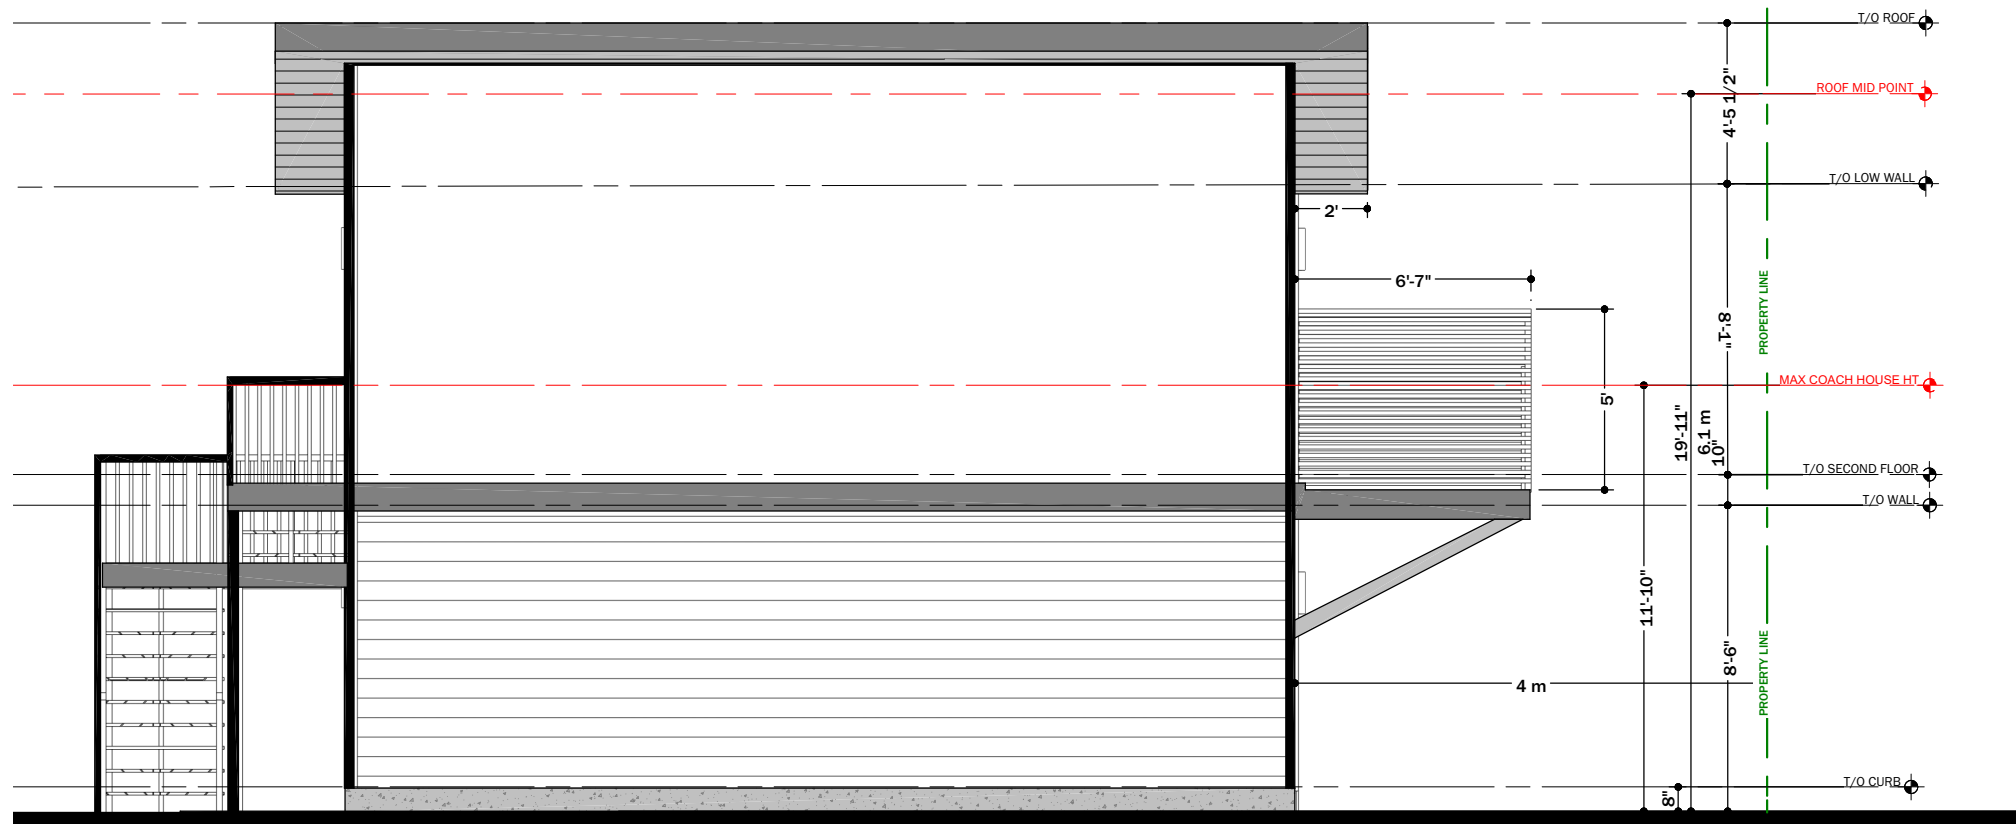 T/O ROOF
4'-5 1/2"
ROOF MID POINT
T/O LOW WALL
2'
6'-7"
PROPERTY LINE
8'-1"
5'
MAX COACH HOUSE HT
19'-11"
6.1 m
10"
T/O SECOND FLOOR
T/O WALL
11'-10"
8'-6"
PROPERTY LINE
4 m
T/O CURB
8"